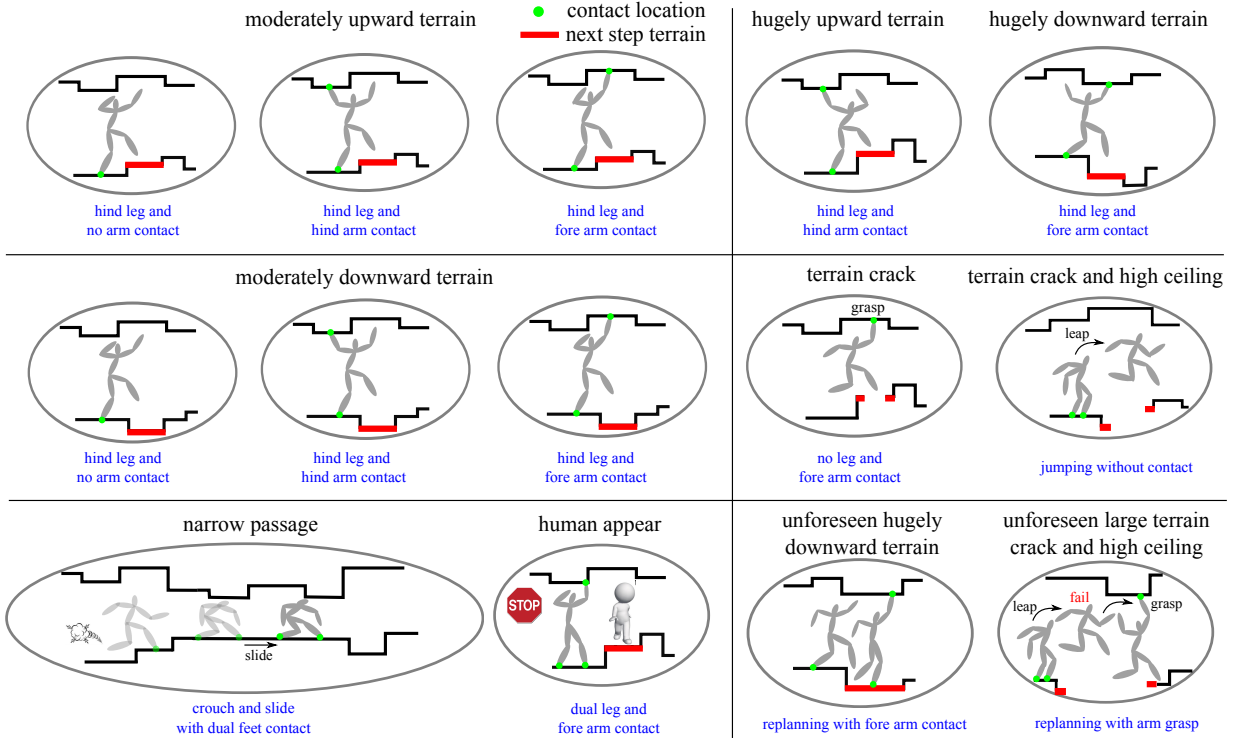 moderately upward terrain
contact location
next step terrain
hugely upward terrain
hugely downward terrain
hind leg and
no arm contact
hind leg and
hind arm contact
hind leg and
fore arm contact
hind leg and
hind arm contact
hind leg and
fore arm contact
moderately downward terrain
terrain crack
terrain crack and high ceiling
grasp
leap
hind leg and
no arm contact
hind leg and
hind arm contact
hind leg and
fore arm contact
no leg and
fore arm contact
jumping without contact
narrow passage
human appear
unforeseen hugely
downward terrain
unforeseen large terrain
crack and high ceiling
slide
STOP
leap
fail
grasp
crouch and slide
with dual feet contact
dual leg and
fore arm contact
replanning with fore arm contact
replanning with arm grasp